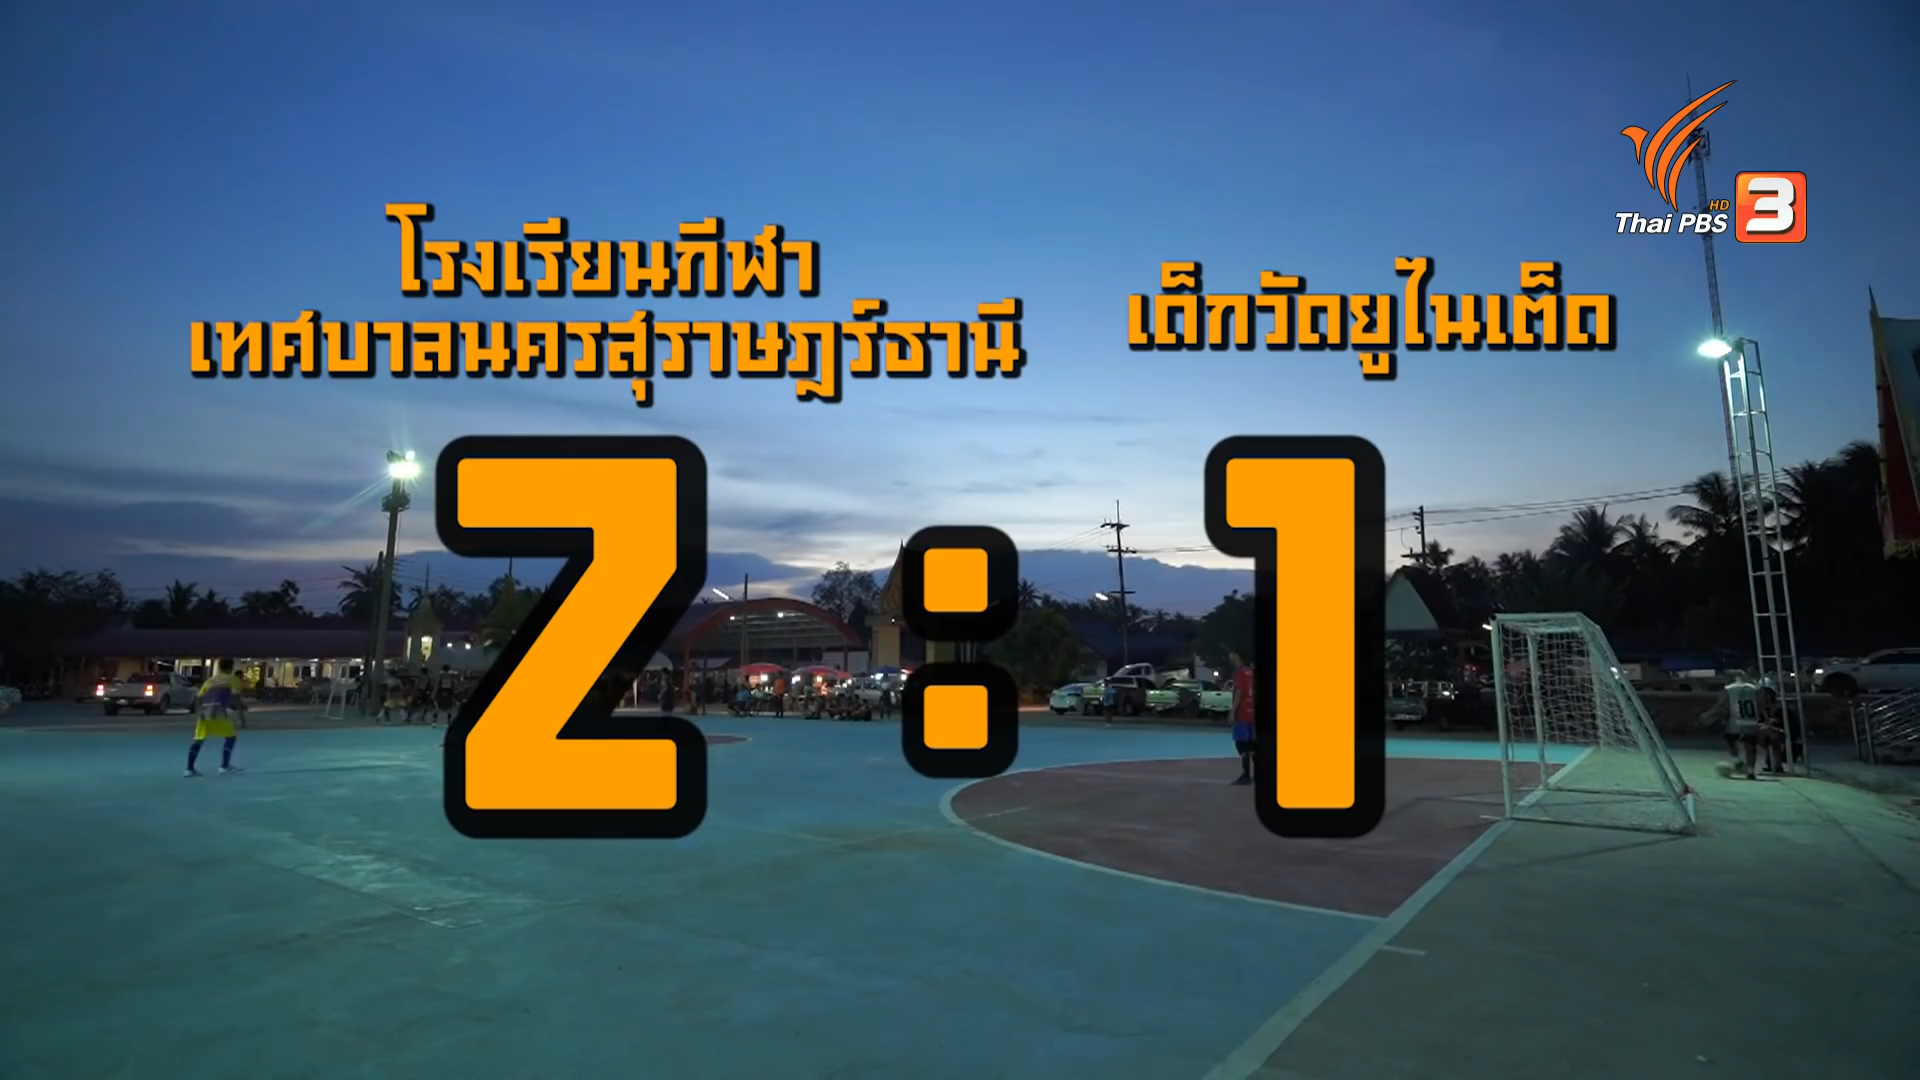 โรงเรียนกีฬา
เทศบาลนครสุราษฎร์ธานี
เด็กวัดยูไนเต็ด
2 : 1
HD
Thai PBS 3
10